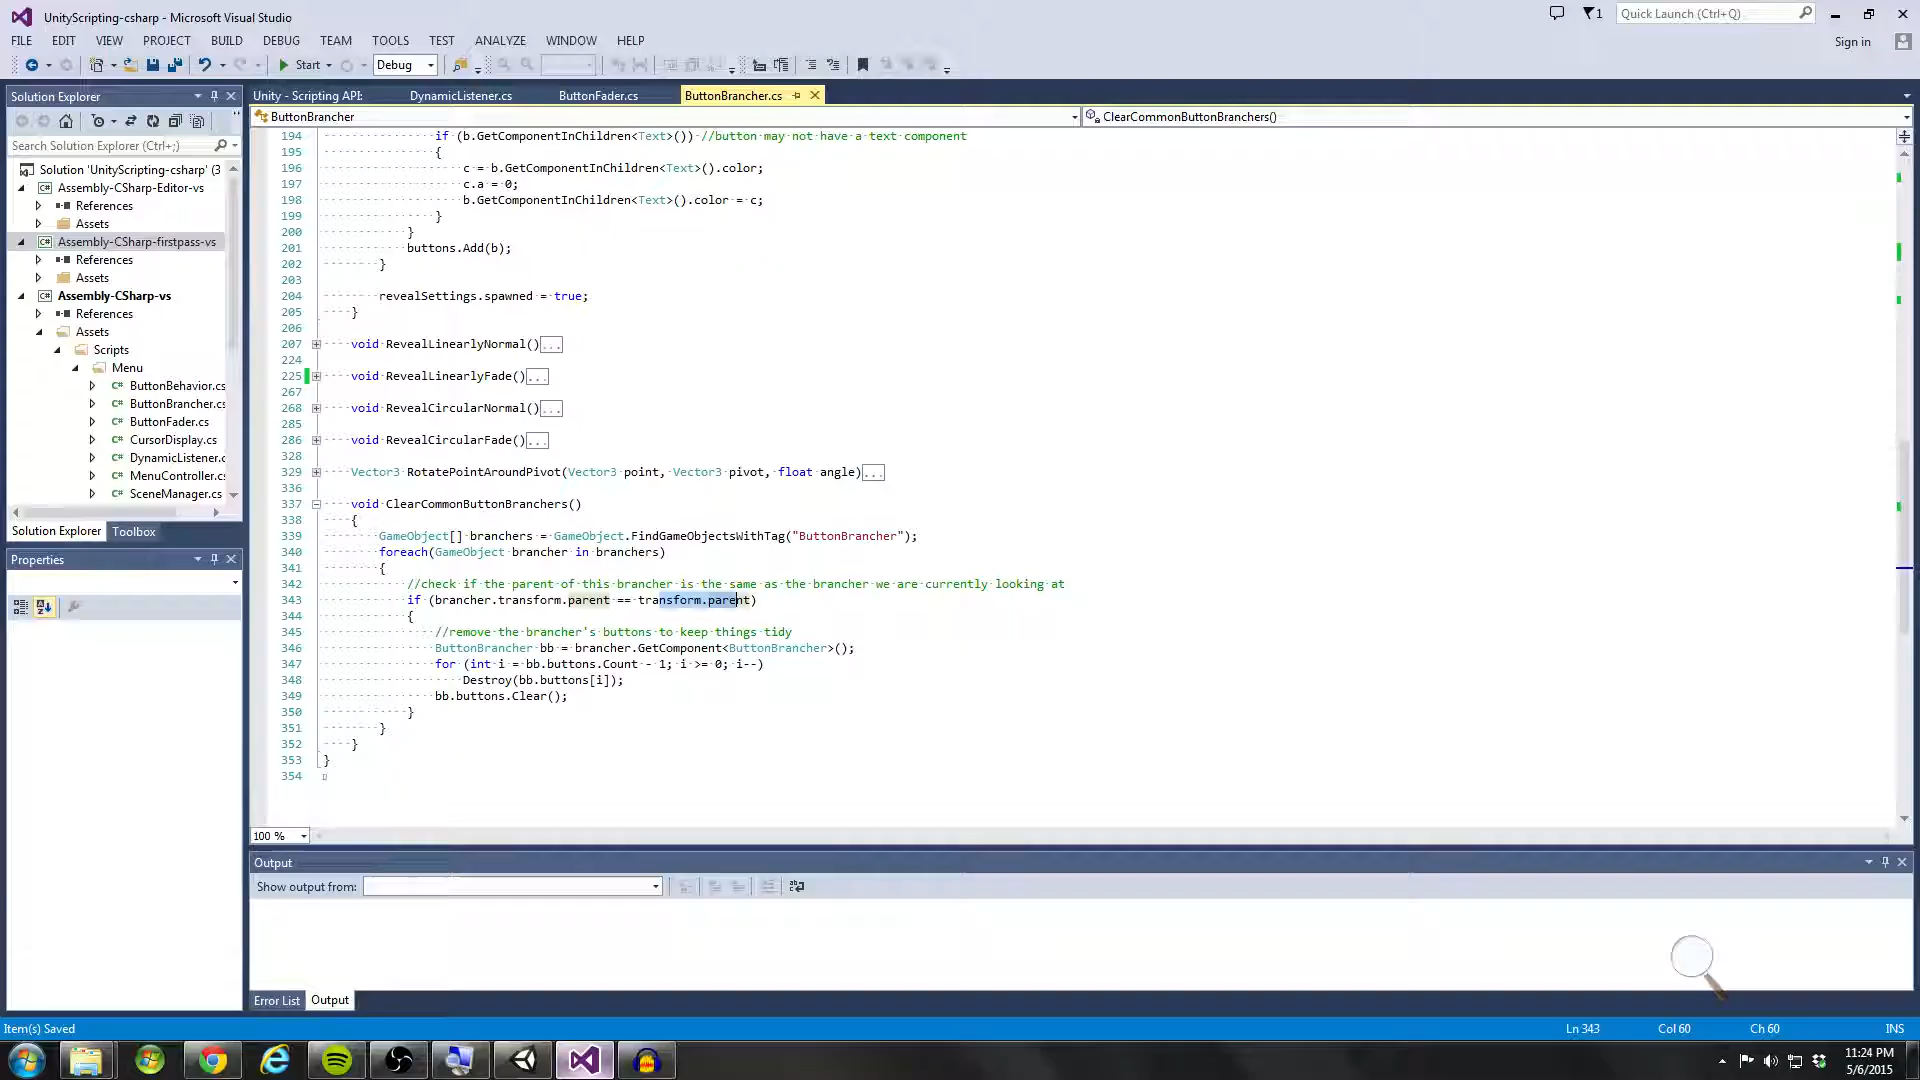 UnityScripting-csharp - Microsoft Visual Studio
1
Quick Launch (Ctrl+Q)
FILE EDIT VIEW PROJECT BUILD DEBUG TEAM TOOLS TEST ANALYZE WINDOW HELP
Sign in
Start Debug
Solution Explorer
Unity - Scripting API: DynamicListener.cs ButtonFader.cs ButtonBrancher.cs
ButtonBrancher ClearCommonButtonBranchers()
Search Solution Explorer (Ctrl+;)
Solution 'UnityScripting-csharp' (3
Assembly-CSharp-Editor-vs
References
Assets
Assembly-CSharp-firstpass-vs
References
Assets
Assembly-CSharp-vs
References
Assets
Scripts
Menu
ButtonBehavior.cs
ButtonBrancher.cs
ButtonFader.cs
CursorDisplay.cs
DynamicListener.c
MenuController.cs
SceneManager.cs
Solution Explorer Toolbox
Properties
194 if (b.GetComponentInChildren<Text>()) //button may not have a text component
195 {
196 c = b.GetComponentInChildren<Text>().color;
197 c.a = 0;
198 b.GetComponentInChildren<Text>().color = c;
199 }
200 }
201 buttons.Add(b);
202 }
203
204 revealSettings.spawned = true;
205 }
206
207 void RevealLinearlyNormal()...
224
225 void RevealLinearlyFade()...
267
268 void RevealCircularNormal()...
285
286 void RevealCircularFade()...
328
329 Vector3 RotatePointAroundPivot(Vector3 point, Vector3 pivot, float angle)...
336
337 void ClearCommonButtonBranchers()
338 {
339 GameObject[] branchers = GameObject.FindGameObjectsWithTag("ButtonBrancher");
340 foreach(GameObject brancher in branchers)
341 {
342 //check if the parent of this brancher is the same as the brancher we are currently looking at
343 if (brancher.transform.parent == transform.parent)
344 {
345 //remove the brancher's buttons to keep things tidy
346 ButtonBrancher bb = brancher.GetComponent<ButtonBrancher>();
347 for (int i = bb.buttons.Count - 1; i >= 0; i--)
348 Destroy(bb.buttons[i]);
349 bb.buttons.Clear();
350 }
351 }
352 }
353 }
354
100 %
Output
Show output from:
Error List Output
Item(s) Saved
Ln 343 Col 60 Ch 60 INS
11:24 PM
5/6/2015